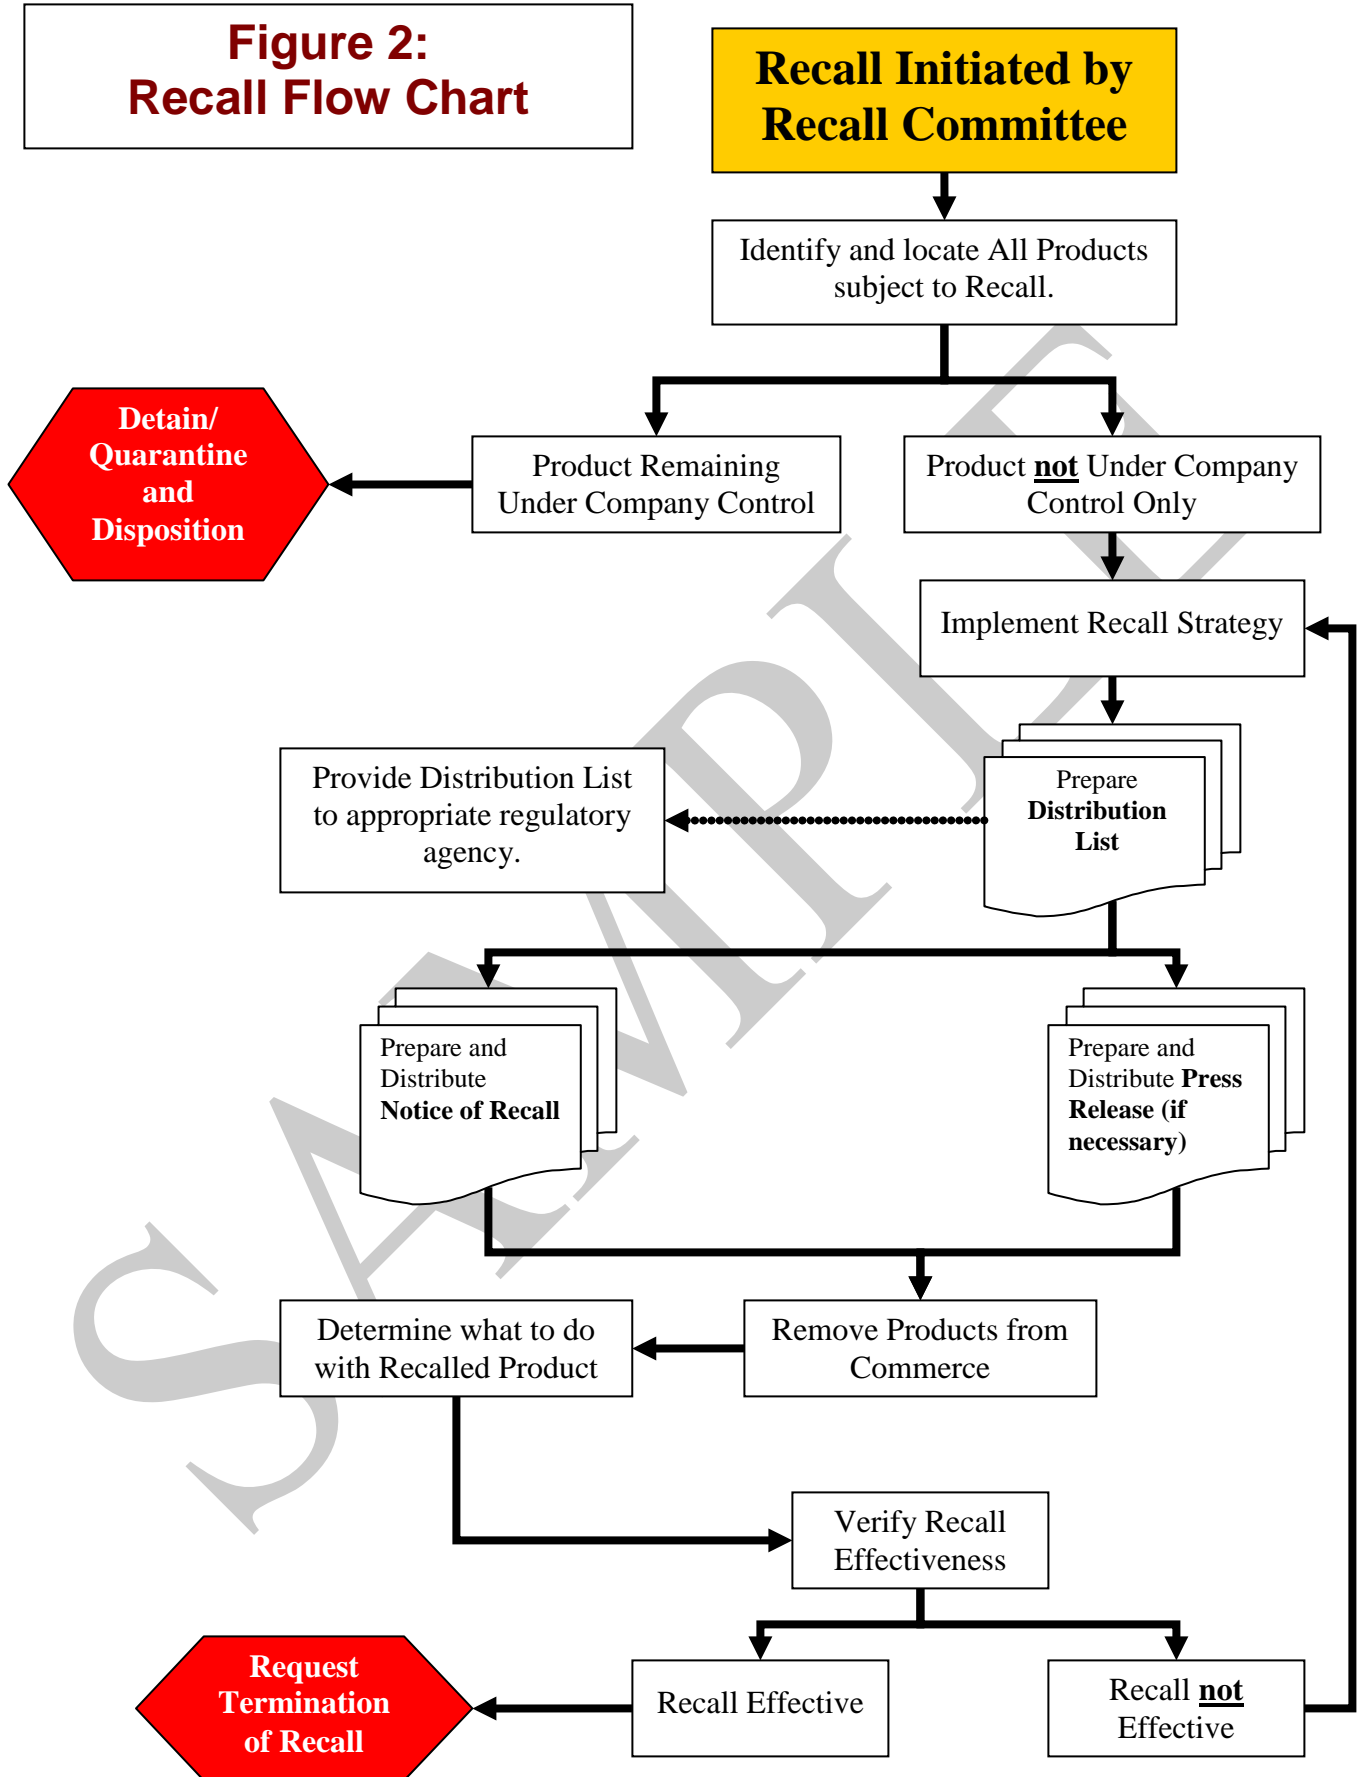 Figure 2:
Recall Flow Chart
Recall Initiated by
Recall Committee
Identify and locate All Products
subject to Recall.
Detain/
Quarantine
and
Disposition
Product Remaining
Under Company Control
Product not Under Company
Control Only
Implement Recall Strategy
Provide Distribution List
to appropriate regulatory
agency.
Prepare
Distribution
List
Prepare and
Distribute
Notice of Recall
Prepare and
Distribute Press
Release (if
necessary)
Determine what to do
with Recalled Product
Remove Products from
Commerce
Verify Recall
Effectiveness
Request
Termination
of Recall
Recall Effective
Recall not
Effective
SAMPLE